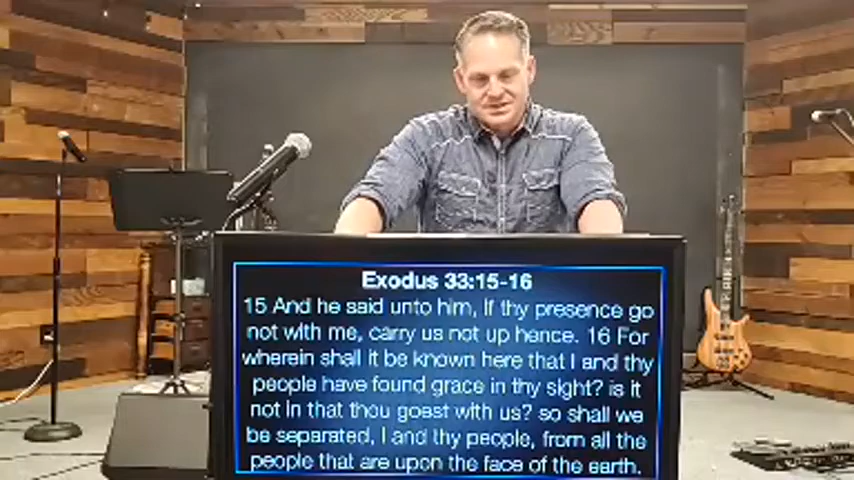 Exodus 33:15-16
15 And he said unto him, If thy presence go
not with me, carry us not up hence. 16 For
wherein shall it be known here that I and thy
people have found grace in thy sight? is it
not in that thou goest with us? so shall we
be separated, I and thy people, from all the
people that are upon the face of the earth.